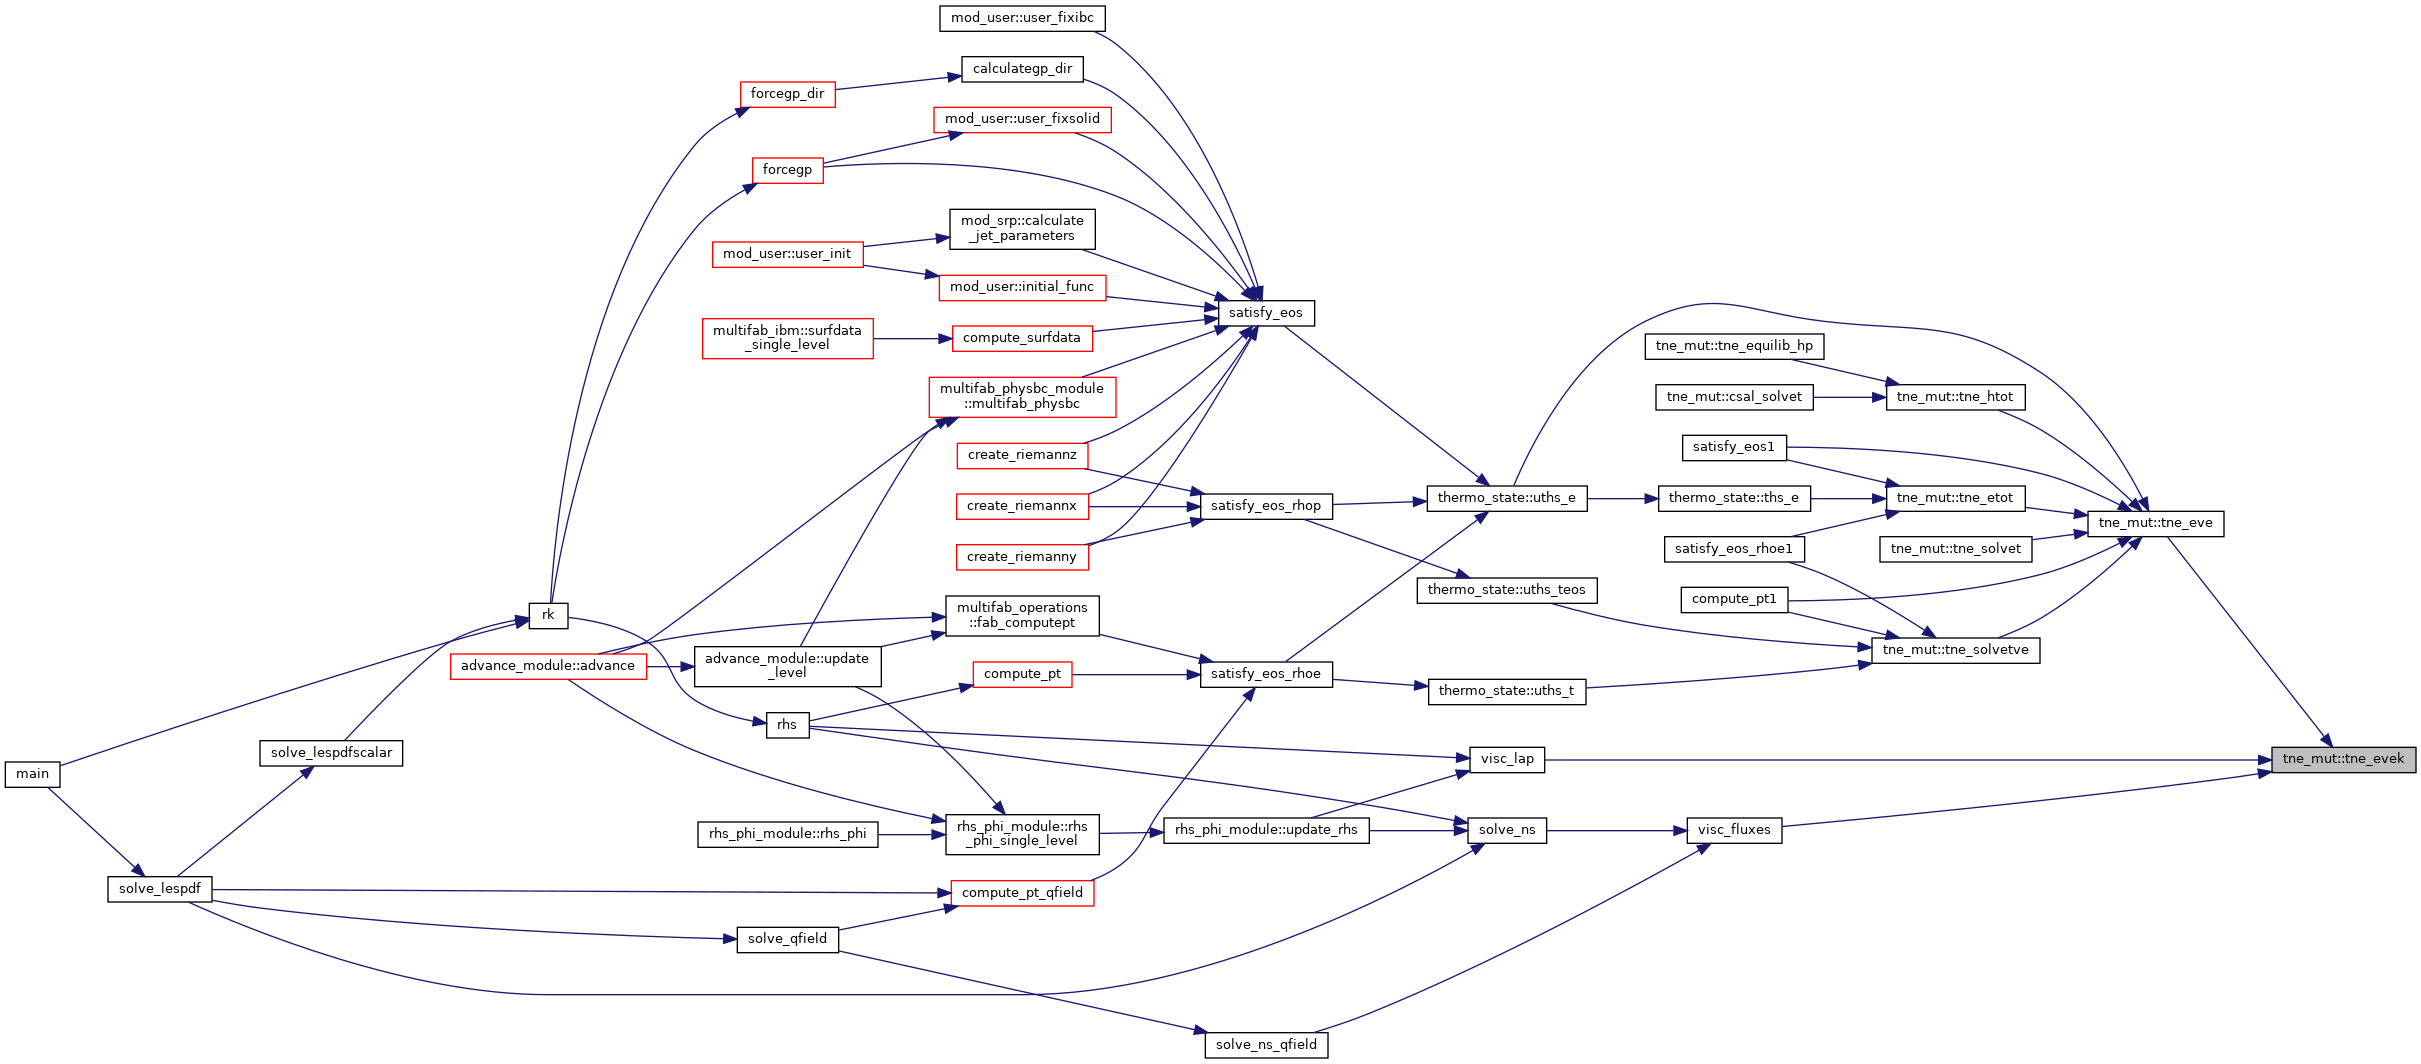 mod_user::user_fixibc
calculategp_dir
forcegp_dir
mod_user::user_fixsolid
forcegp
mod_srp::calculate
_jet_parameters
mod_user::user_init
mod_user::initial_func
satisfy_eos
multifab_ibm::surfdata
_single_level
compute_surfdata
tne_mut::tne_equilib_hp
multifab_physbc_module
::multifab_physbc
tne_mut::csal_solvet
tne_mut::tne_htot
create_riemannz
satisfy_eos1
create_riemannx
satisfy_eos_rhop
thermo_state::uths_e
thermo_state::ths_e
tne_mut::tne_etot
tne_mut::tne_eve
create_riemanny
satisfy_eos_rhoe1
tne_mut::tne_solvet
thermo_state::uths_teos
compute_pt1
rk
multifab_operations
::fab_computept
advance_module::advance
advance_module::update
_level
compute_pt
satisfy_eos_rhoe
thermo_state::uths_t
tne_mut::tne_solvetve
rhs
solve_lespdfscalar
visc_lap
tne_mut::tne_evek
main
rhs_phi_module::rhs_phi
rhs_phi_module::rhs
_phi_single_level
rhs_phi_module::update_rhs
solve_ns
visc_fluxes
solve_lespdf
compute_pt_qfield
solve_qfield
solve_ns_qfield